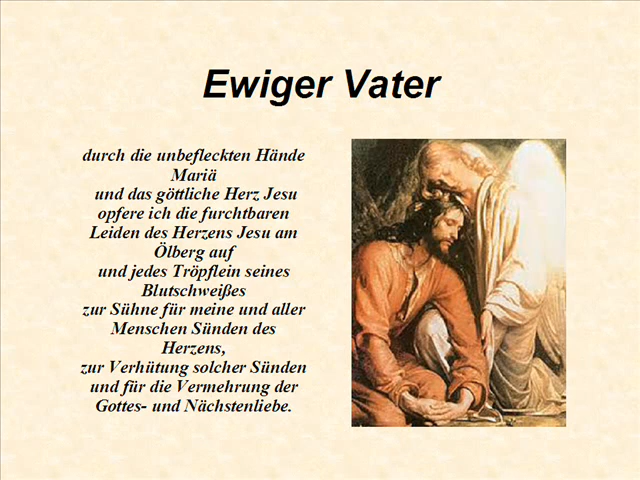 Ewiger Vater
durch die unbefleckten Hände
Mariä
und das göttliche Herz Jesu
opfere ich die furchtbaren
Leiden des Herzens Jesu am
Ölberg auf
und jedes Tröpflein seines
Blutschweißes
zur Sühne für meine und aller
Menschen Sünden des
Herzens,
zur Verhütung solcher Sünden
und für die Vermehrung der
Gottes- und Nächstenliebe.